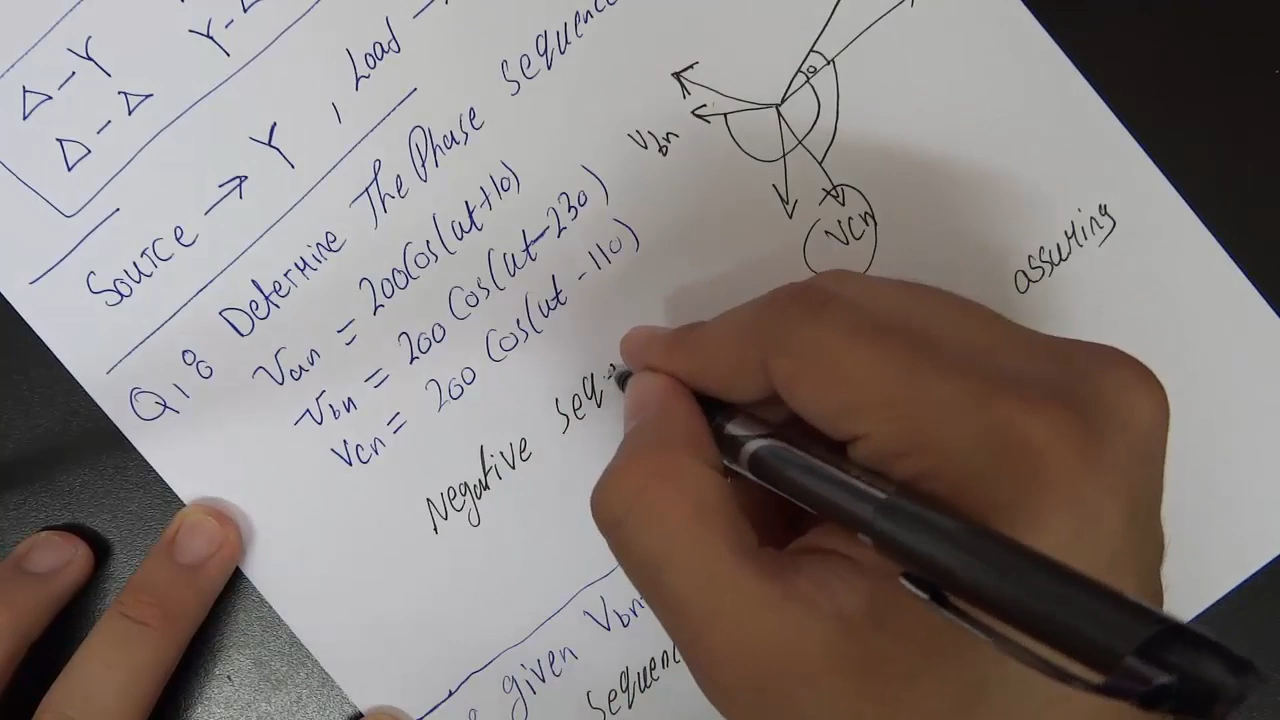 Δ-Y Y-Δ
Δ-Δ
Source → Y , Load →
Q1: Determine The Phase sequence
Van = 200Cos(ωt+10)
Vbn = 200 Cos(ωt-230)
Vcn = 200 Cos(ωt-110)
Negative seq
given Vbn
sequenc
10
Vbn
Vcn
assuming